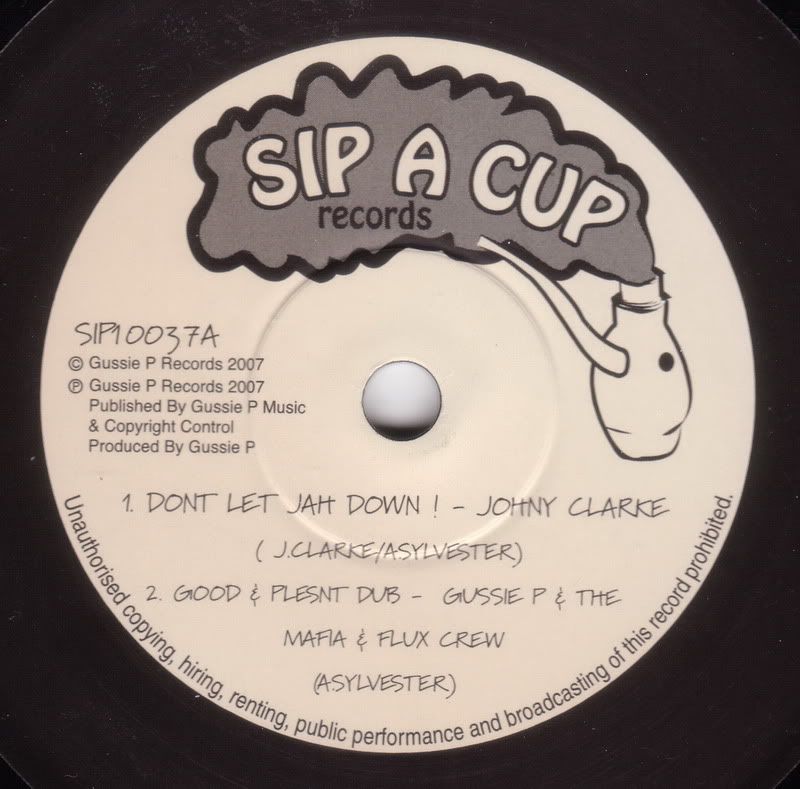 SIP A CUP
records
SIP10037A
© Gussie P Records 2007
℗ Gussie P Records 2007
Published By Gussie P Music
& Copyright Control
Produced By Gussie P
1. DONT LET JAH DOWN ! - JOHNY CLARKE
( J.CLARKE/A.SYLVESTER)
2. GOOD & PLESNT DUB - GUSSIE P & THE
MAFIA & FLUX CREW
(A.SYLVESTER)
Unauthorised copying, hiring, renting, public performance and broadcasting of this record prohibited.